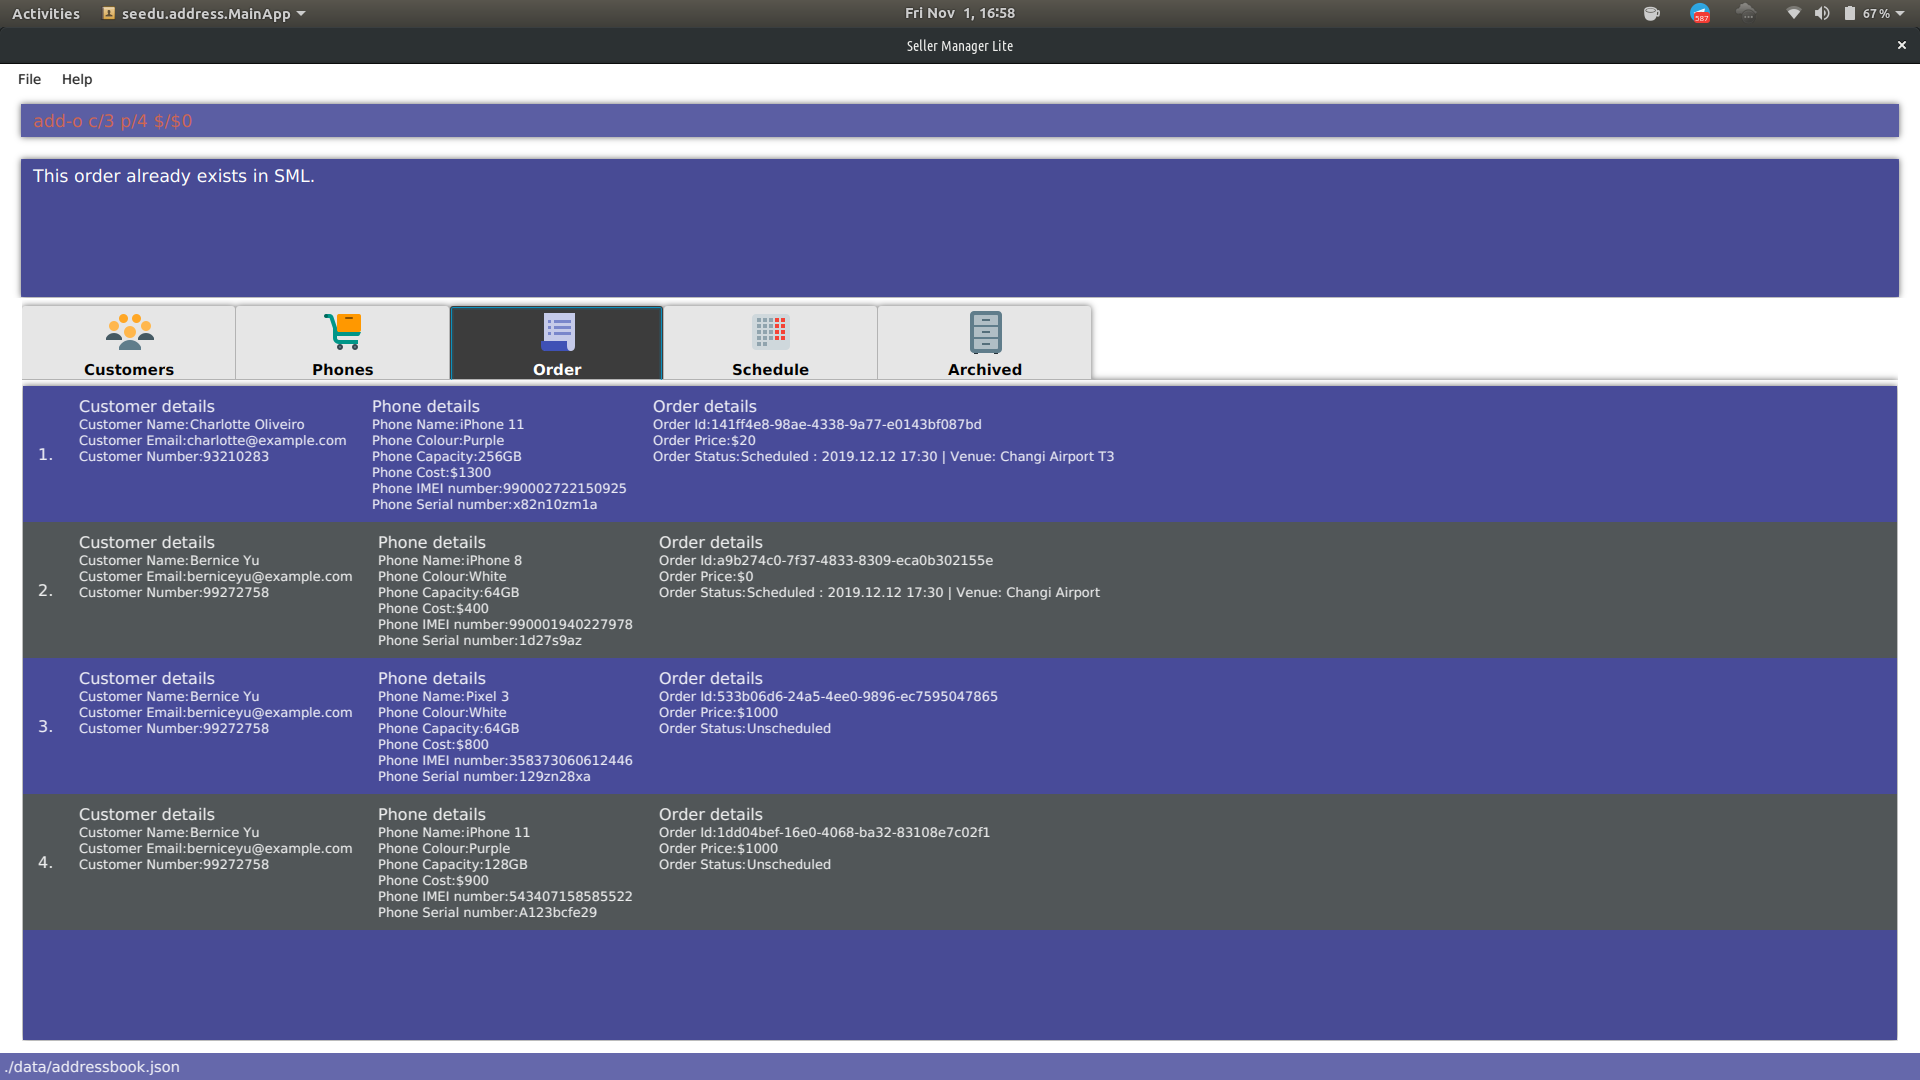 Activities
seedu.address.MainApp
Fri Nov 1, 16:58
587
67 %
Seller Manager Lite
File Help
add-o c/3 p/4 $/$0
This order already exists in SML.
Customers
Phones
Order
Schedule
Archived
1.
Customer details
Customer Name:Charlotte Oliveiro
Customer Email:charlotte@example.com
Customer Number:93210283
Phone details
Phone Name:iPhone 11
Phone Colour:Purple
Phone Capacity:256GB
Phone Cost:$1300
Phone IMEI number:990002722150925
Phone Serial number:x82n10zm1a
Order details
Order Id:141ff4e8-98ae-4338-9a77-e0143bf087bd
Order Price:$20
Order Status:Scheduled : 2019.12.12 17:30 | Venue: Changi Airport T3
2.
Customer details
Customer Name:Bernice Yu
Customer Email:berniceyu@example.com
Customer Number:99272758
Phone details
Phone Name:iPhone 8
Phone Colour:White
Phone Capacity:64GB
Phone Cost:$400
Phone IMEI number:990001940227978
Phone Serial number:1d27s9az
Order details
Order Id:a9b274c0-7f37-4833-8309-eca0b302155e
Order Price:$0
Order Status:Scheduled : 2019.12.12 17:30 | Venue: Changi Airport
3.
Customer details
Customer Name:Bernice Yu
Customer Email:berniceyu@example.com
Customer Number:99272758
Phone details
Phone Name:Pixel 3
Phone Colour:White
Phone Capacity:64GB
Phone Cost:$800
Phone IMEI number:358373060612446
Phone Serial number:129zn28xa
Order details
Order Id:533b06d6-24a5-4ee0-9896-ec7595047865
Order Price:$1000
Order Status:Unscheduled
4.
Customer details
Customer Name:Bernice Yu
Customer Email:berniceyu@example.com
Customer Number:99272758
Phone details
Phone Name:iPhone 11
Phone Colour:Purple
Phone Capacity:128GB
Phone Cost:$900
Phone IMEI number:543407158585522
Phone Serial number:A123bcfe29
Order details
Order Id:1dd04bef-16e0-4068-ba32-83108e7c02f1
Order Price:$1000
Order Status:Unscheduled
./data/addressbook.json